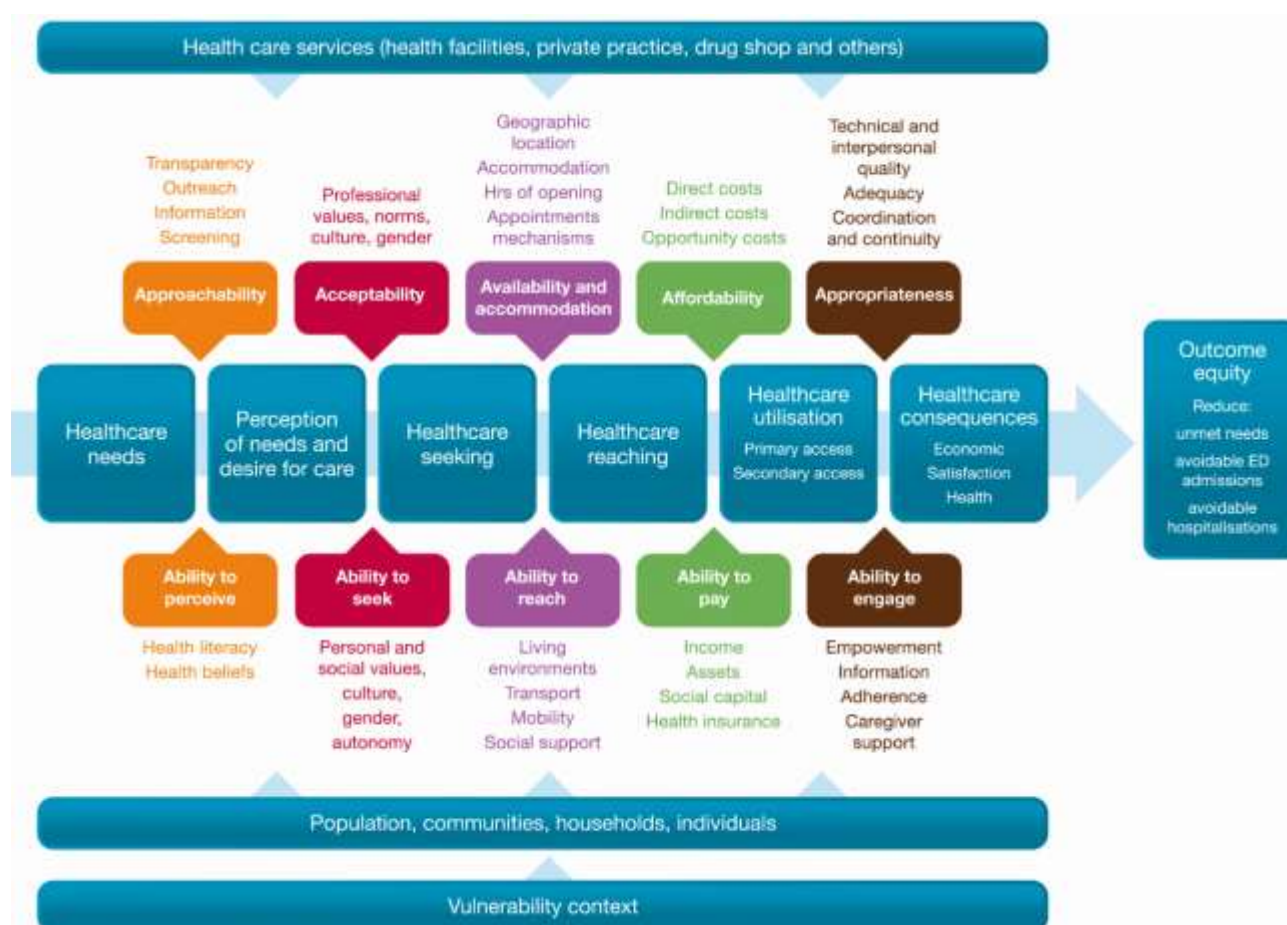 Health care services (health facilities, private practice, drug shop and others)
Transparency
Outreach
Information
Screening
Professional
values, norms,
culture, gender
Geographic
location
Accommodation
Hrs of opening
Appointments
mechanisms
Direct costs
Indirect costs
Opportunity costs
Technical and
interpersonal
quality
Adequacy
Coordination
and continuity
Approachability
Acceptability
Availability and
accommodation
Affordability
Appropriateness
Healthcare
needs
Perception
of needs and
desire for care
Healthcare
seeking
Healthcare
reaching
Healthcare
utilisation
Primary access
Secondary access
Healthcare
consequences
Economic
Satisfaction
Health
Outcome
equity
Reduce:
unmet needs
avoidable ED
admissions
avoidable
hospitalisations
Ability to
perceive
Ability to
seek
Ability to
reach
Ability to
pay
Ability to
engage
Health literacy
Health beliefs
Personal and
social values,
culture,
gender,
autonomy
Living
environments
Transport
Mobility
Social support
Income
Assets
Social capital
Health insurance
Empowerment
Information
Adherence
Caregiver
support
Population, communities, households, individuals
Vulnerability context